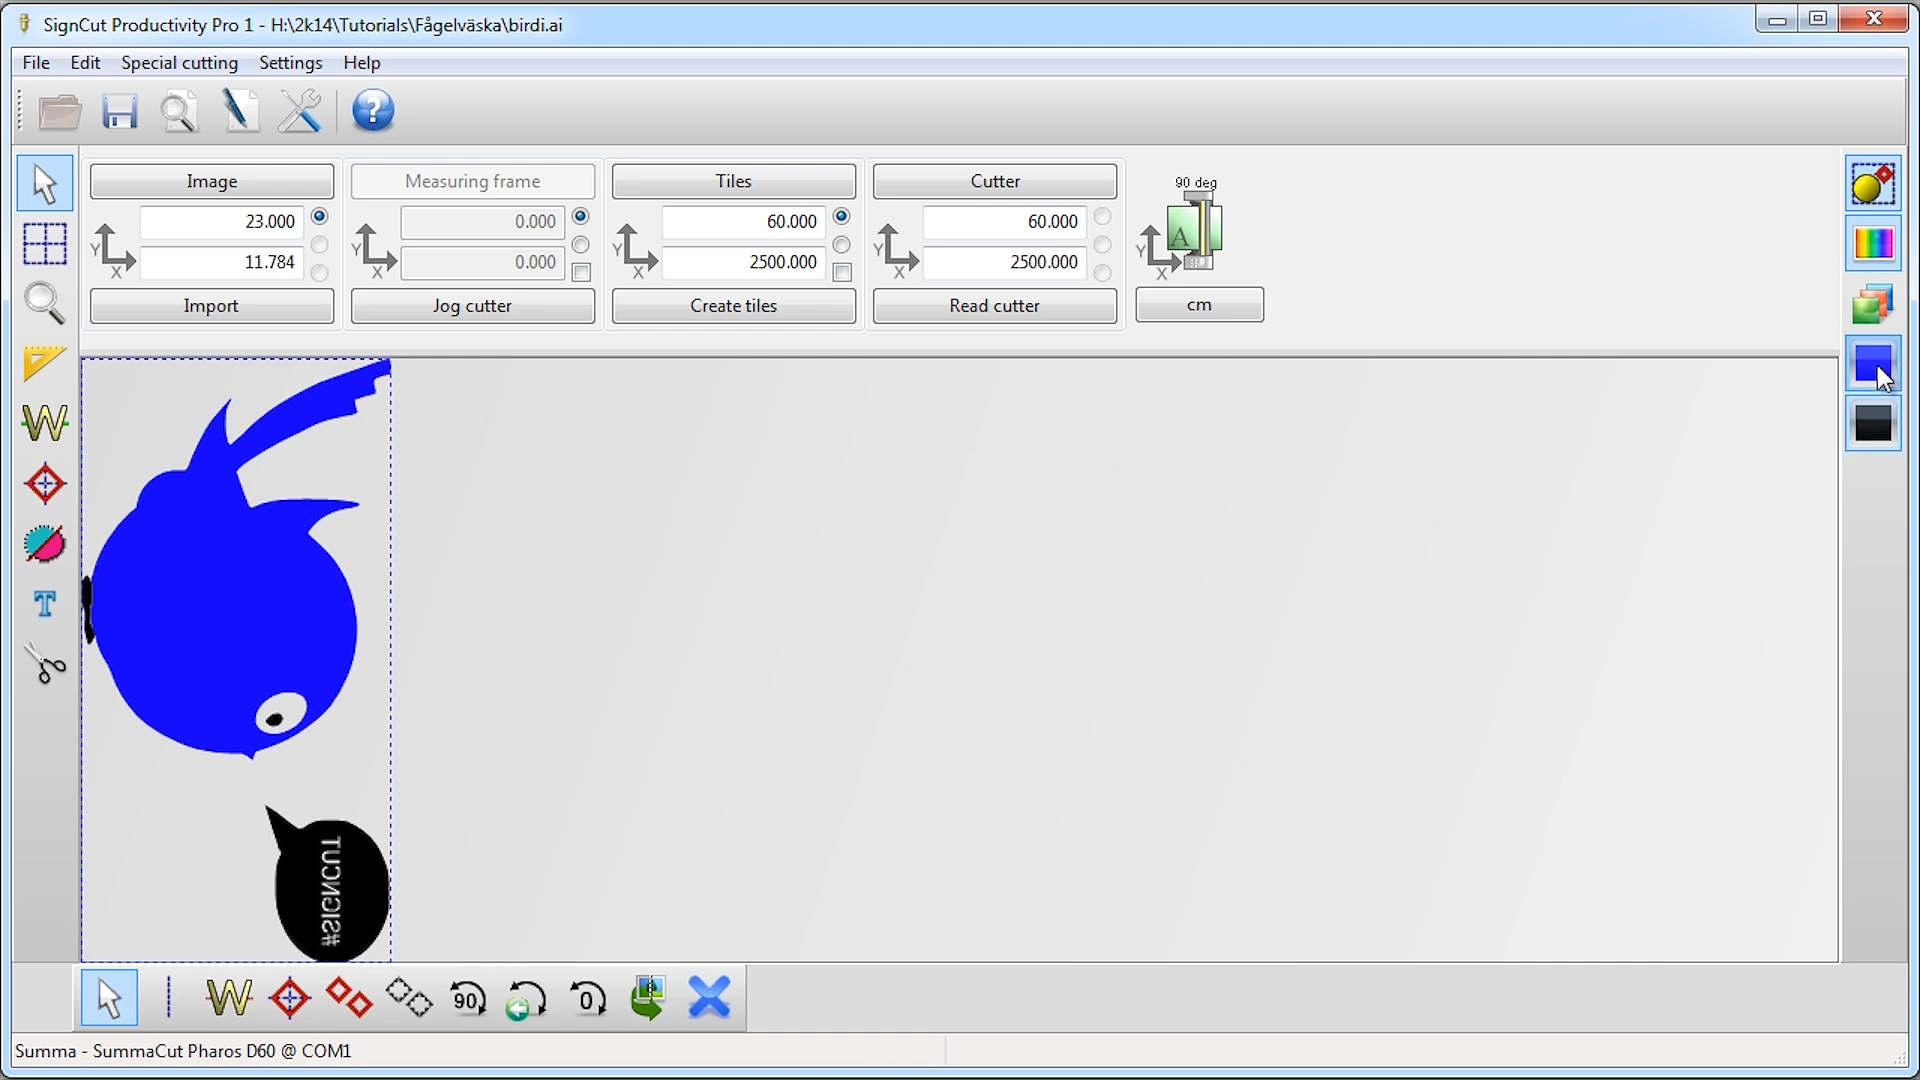 SignCut Productivity Pro 1 - H:\2k14\Tutorials\Fågelväska\birdi.ai
File Edit Special cutting Settings Help
?
Image Measuring frame Tiles Cutter
90 deg
23.000 0.000 60.000 60.000
Y Y Y Y Y A
11.784 0.000 2500.000 2500.000
X X X X X
Import Jog cutter Create tiles Read cutter cm
W
T
#SIGNCUT
W 90 0
Summa - SummaCut Pharos D60 @ COM1